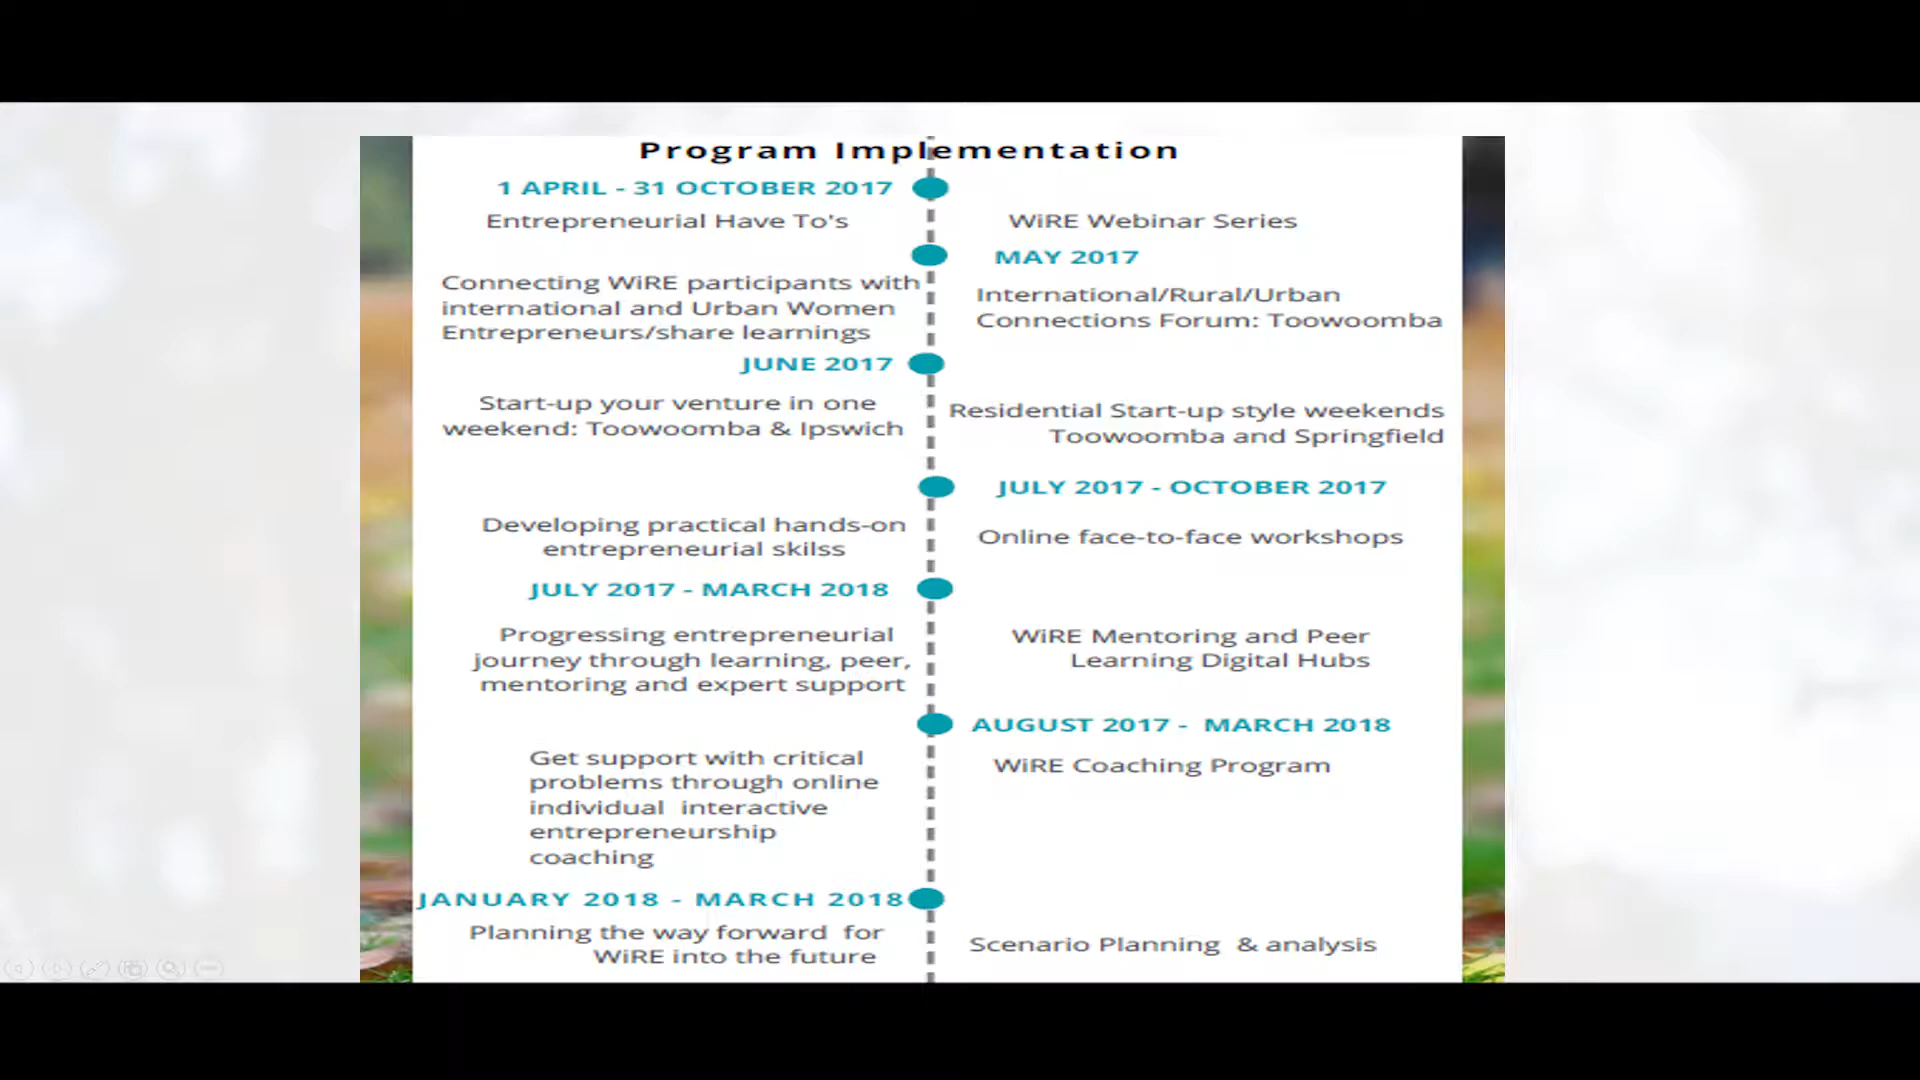 Program Implementation
1 APRIL - 31 OCTOBER 2017
Entrepreneurial Have To's
WiRE Webinar Series
MAY 2017
Connecting WiRE participants with
international and Urban Women
Entrepreneurs/share learnings
International/Rural/Urban
Connections Forum: Toowoomba
JUNE 2017
Start-up your venture in one
weekend: Toowoomba & Ipswich
Residential Start-up style weekends
Toowoomba and Springfield
JULY 2017 - OCTOBER 2017
Developing practical hands-on
entrepreneurial skilss
Online face-to-face workshops
JULY 2017 - MARCH 2018
Progressing entrepreneurial
journey through learning, peer,
mentoring and expert support
WiRE Mentoring and Peer
Learning Digital Hubs
AUGUST 2017 - MARCH 2018
Get support with critical
problems through online
individual interactive
entrepreneurship
coaching
WiRE Coaching Program
JANUARY 2018 - MARCH 2018
Planning the way forward for
WiRE into the future
Scenario Planning & analysis